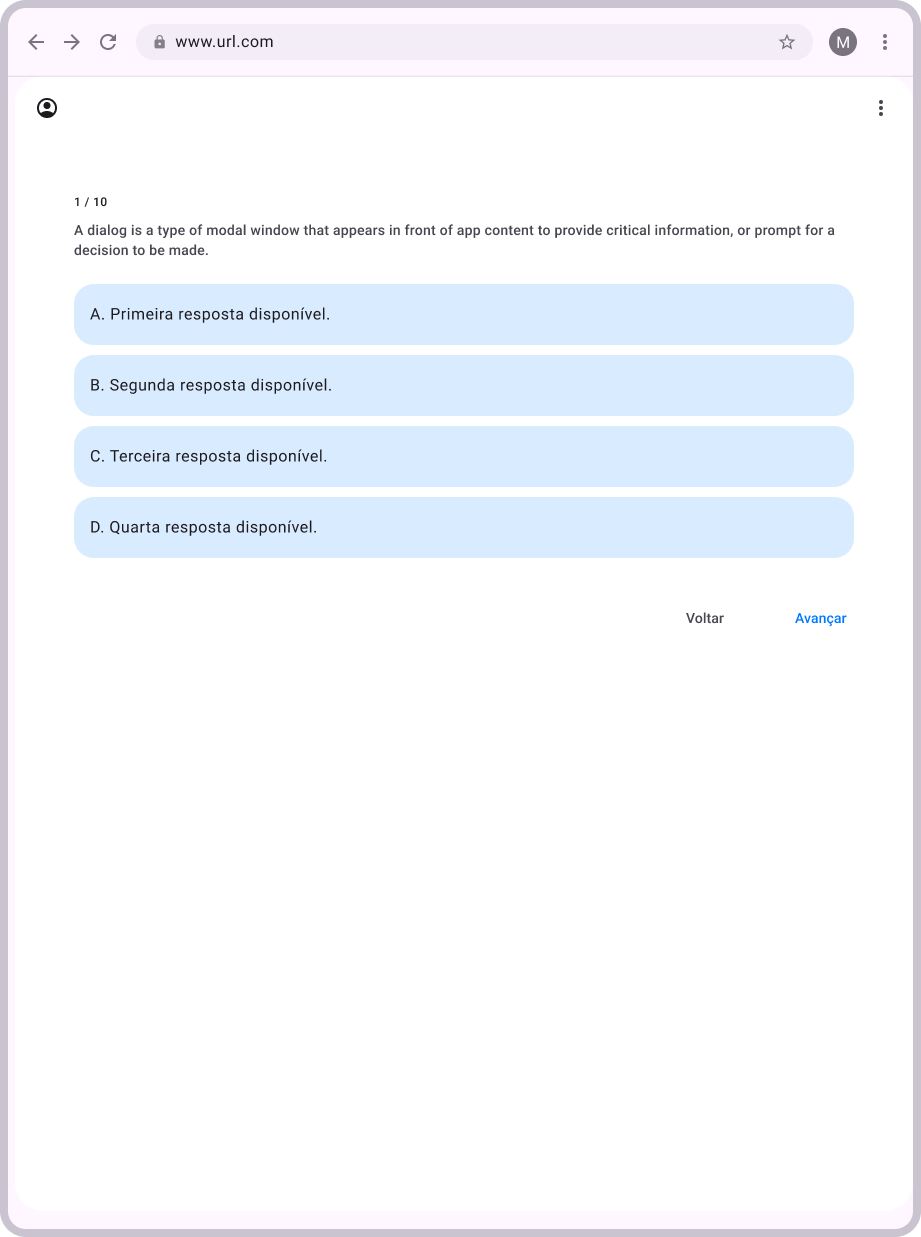 www.url.com
M
1 / 10
A dialog is a type of modal window that appears in front of app content to provide critical information, or prompt for a
decision to be made.
A. Primeira resposta disponível.
B. Segunda resposta disponível.
C. Terceira resposta disponível.
D. Quarta resposta disponível.
Voltar
Avançar